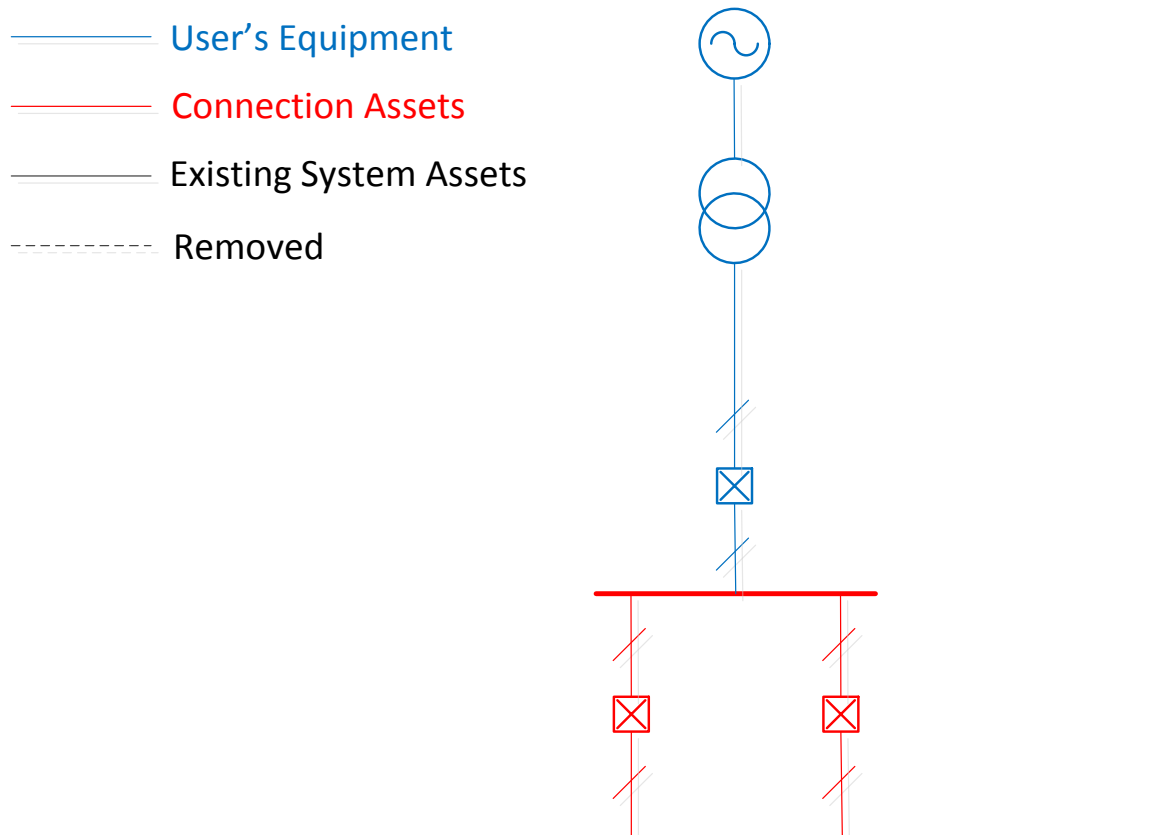 User's Equipment
Connection Assets
Existing System Assets
Removed